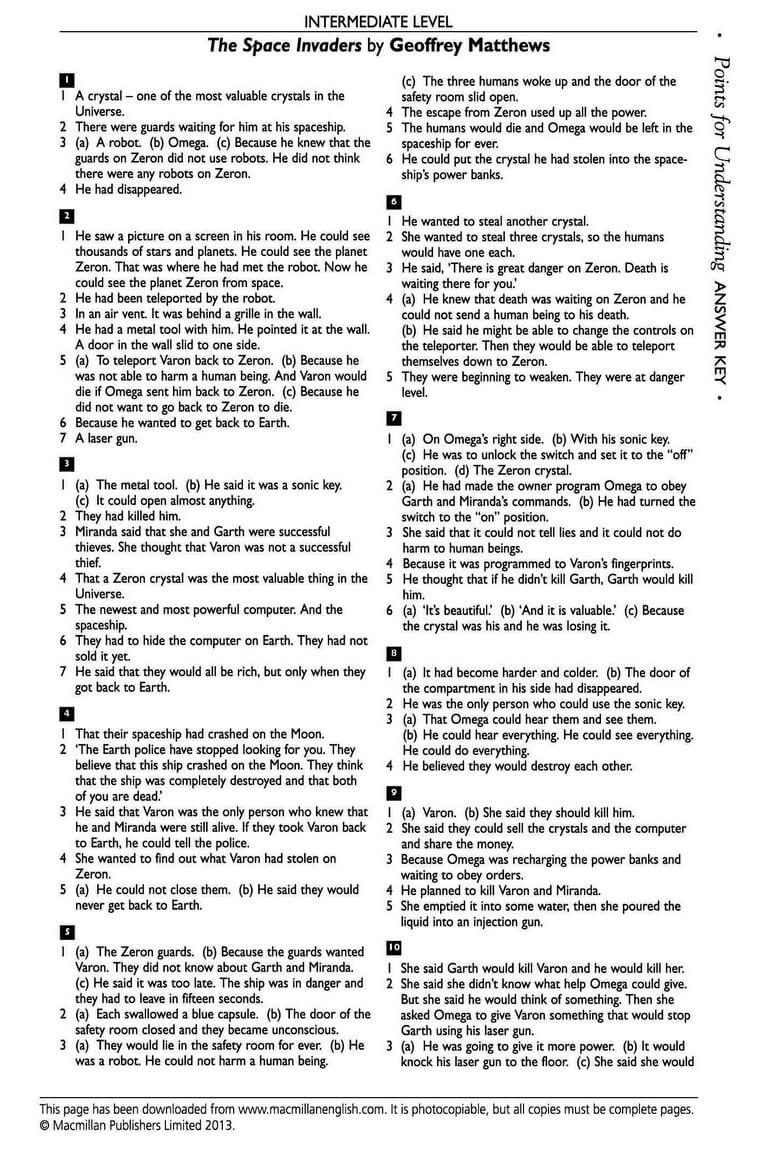 INTERMEDIATE LEVEL
The Space Invaders by Geoffrey Matthews
1
1 A crystal – one of the most valuable crystals in the
Universe.
2 There were guards waiting for him at his spaceship.
3 (a) A robot. (b) Omega. (c) Because he knew that the
guards on Zeron did not use robots. He did not think
there were any robots on Zeron.
4 He had disappeared.
2
1 He saw a picture on a screen in his room. He could see
thousands of stars and planets. He could see the planet
Zeron. That was where he had met the robot. Now he
could see the planet Zeron from space.
2 He had been teleported by the robot.
3 In an air vent. It was behind a grille in the wall.
4 He had a metal tool with him. He pointed it at the wall.
A door in the wall slid to one side.
5 (a) To teleport Varon back to Zeron. (b) Because he
was not able to harm a human being. And Varon would
die if Omega sent him back to Zeron. (c) Because he
did not want to go back to Zeron to die.
6 Because he wanted to get back to Earth.
7 A laser gun.
3
1 (a) The metal tool. (b) He said it was a sonic key.
(c) It could open almost anything.
2 They had killed him.
3 Miranda said that she and Garth were successful
thieves. She thought that Varon was not a successful
thief.
4 That a Zeron crystal was the most valuable thing in the
Universe.
5 The newest and most powerful computer. And the
spaceship.
6 They had to hide the computer on Earth. They had not
sold it yet.
7 He said that they would all be rich, but only when they
got back to Earth.
4
1 That their spaceship had crashed on the Moon.
2 ‘The Earth police have stopped looking for you. They
believe that this ship crashed on the Moon. They think
that the ship was completely destroyed and that both
of you are dead.’
3 He said that Varon was the only person who knew that
he and Miranda were still alive. If they took Varon back
to Earth, he could tell the police.
4 She wanted to find out what Varon had stolen on
Zeron.
5 (a) He could not close them. (b) He said they would
never get back to Earth.
5
1 (a) The Zeron guards. (b) Because the guards wanted
Varon. They did not know about Garth and Miranda.
(c) He said it was too late. The ship was in danger and
they had to leave in fifteen seconds.
2 (a) Each swallowed a blue capsule. (b) The door of the
safety room closed and they became unconscious.
3 (a) They would lie in the safety room for ever. (b) He
was a robot. He could not harm a human being.
(c) The three humans woke up and the door of the
safety room slid open.
4 The escape from Zeron used up all the power.
5 The humans would die and Omega would be left in the
spaceship for ever.
6 He could put the crystal he had stolen into the space-
ship’s power banks.
6
1 He wanted to steal another crystal.
2 She wanted to steal three crystals, so the humans
would have one each.
3 He said, ‘There is great danger on Zeron. Death is
waiting there for you.’
4 (a) He knew that death was waiting on Zeron and he
could not send a human being to his death.
(b) He said he might be able to change the controls on
the teleporter. Then they would be able to teleport
themselves down to Zeron.
5 They were beginning to weaken. They were at danger
level.
7
1 (a) On Omega’s right side. (b) With his sonic key.
(c) He was to unlock the switch and set it to the “off”
position. (d) The Zeron crystal.
2 (a) He had made the owner program Omega to obey
Garth and Miranda’s commands. (b) He had turned the
switch to the “on” position.
3 She said that it could not tell lies and it could not do
harm to human beings.
4 Because it was programmed to Varon’s fingerprints.
5 He thought that if he didn’t kill Garth, Garth would kill
him.
6 (a) ‘It’s beautiful.’ (b) ‘And it is valuable.’ (c) Because
the crystal was his and he was losing it.
8
1 (a) It had become harder and colder. (b) The door of
the compartment in his side had disappeared.
2 He was the only person who could use the sonic key.
3 (a) That Omega could hear them and see them.
(b) He could hear everything. He could see everything.
He could do everything.
4 He believed they would destroy each other.
9
1 (a) Varon. (b) She said they should kill him.
2 She said they could sell the crystals and the computer
and share the money.
3 Because Omega was recharging the power banks and
waiting to obey orders.
4 He planned to kill Varon and Miranda.
5 She emptied it into some water, then she poured the
liquid into an injection gun.
10
1 She said Garth would kill Varon and he would kill her.
2 She said she didn’t know what help Omega could give.
But she said he would think of something. Then she
asked Omega to give Varon something that would stop
Garth using his laser gun.
3 (a) He was going to give it more power. (b) It would
knock his laser gun to the floor. (c) She said she would
• Points for Understanding ANSWER KEY •
This page has been downloaded from www.macmillanenglish.com. It is photocopiable, but all copies must be complete pages.
© Macmillan Publishers Limited 2013.